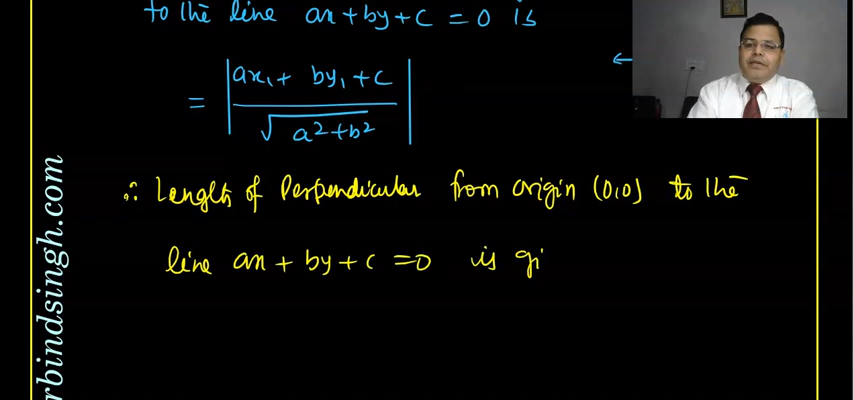 to the line ax + by + c = 0 is
= |ax₁ + by₁ + c / √a² + b²|
∴ Length of Perpendicular from origin (0,0) to the
line ax + by + c = 0 is gi
rbindsingh.com